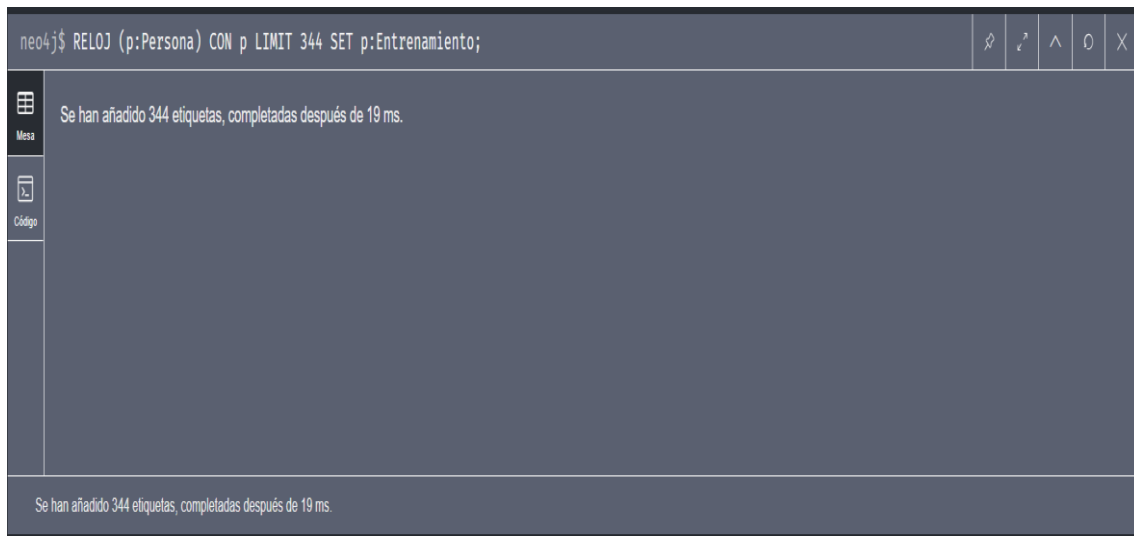 neo4j$ RELOJ (p:Persona) CON p LIMIT 344 SET p:Entrenamiento;
Mesa
Se han añadido 344 etiquetas, completadas después de 19 ms.
Código
Se han añadido 344 etiquetas, completadas después de 19 ms.